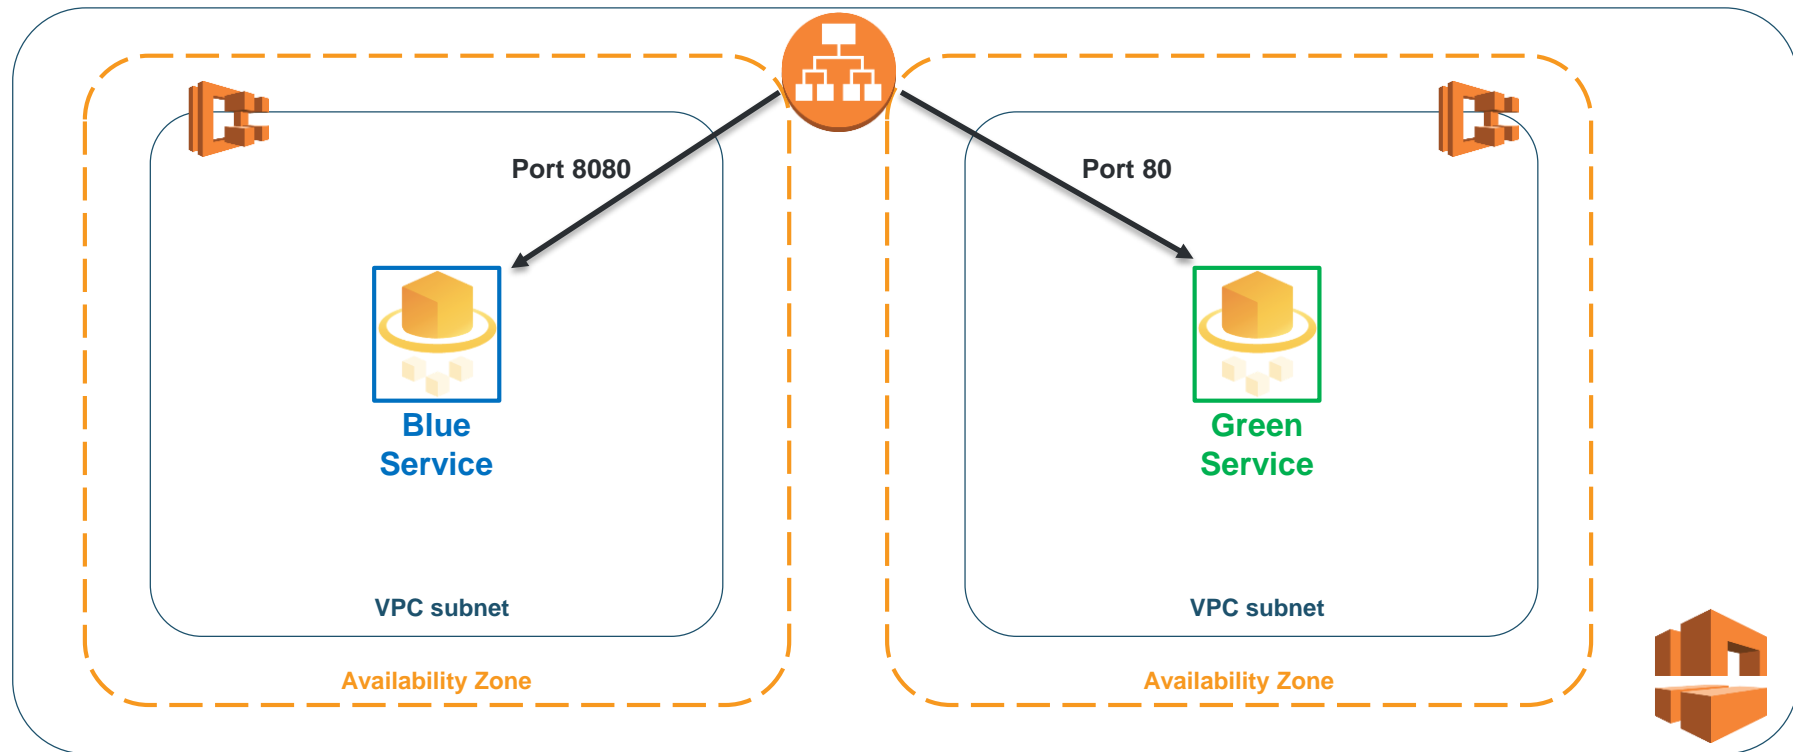 Port 8080
Port 80
Blue
Service
Green
Service
VPC subnet
VPC subnet
Availability Zone
Availability Zone